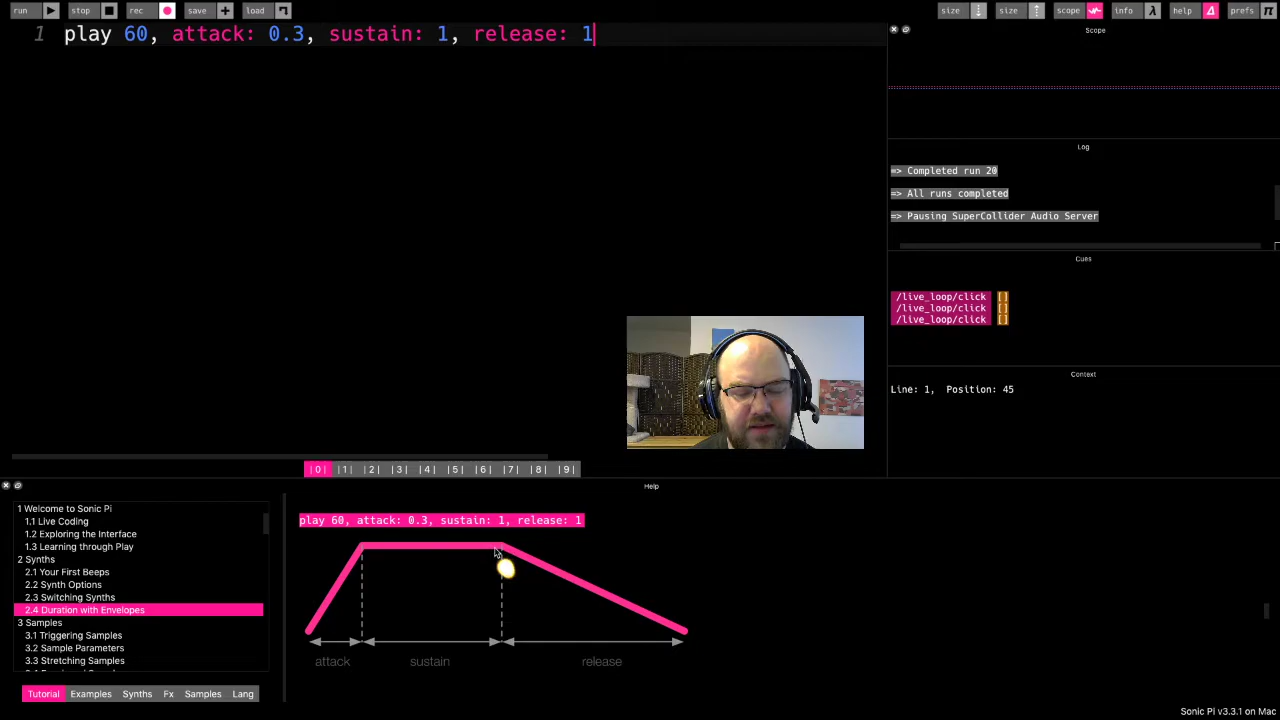 run stop rec save load size size scope info help prefs
1 play 60, attack: 0.3, sustain: 1, release: 1
Scope
Log
=> Completed run 20
=> All runs completed
=> Pausing SuperCollider Audio Server
Cues
/live_loop/click []
/live_loop/click []
/live_loop/click []
Context
Line: 1, Position: 45
|0| |1| |2| |3| |4| |5| |6| |7| |8| |9|
Help
1 Welcome to Sonic Pi
1.1 Live Coding
1.2 Exploring the Interface
1.3 Learning through Play
2 Synths
2.1 Your First Beeps
2.2 Synth Options
2.3 Switching Synths
2.4 Duration with Envelopes
3 Samples
3.1 Triggering Samples
3.2 Sample Parameters
3.3 Stretching Samples
Tutorial Examples Synths Fx Samples Lang
play 60, attack: 0.3, sustain: 1, release: 1
attack sustain release
Sonic Pi v3.3.1 on Mac